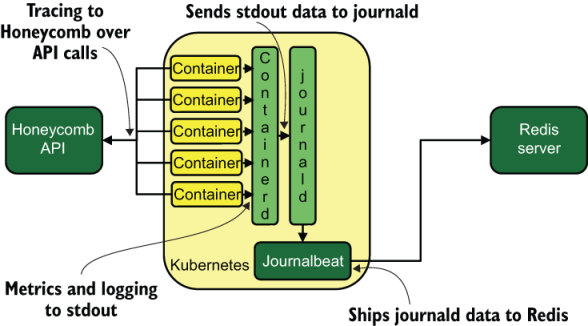 Tracing to
Honeycomb over
API calls
Sends stdout data to journald
Container
Container
Container
Container
Container
Containerd
journald
Honeycomb
API
Redis
server
Kubernetes
Journalbeat
Metrics and logging
to stdout
Ships journald data to Redis